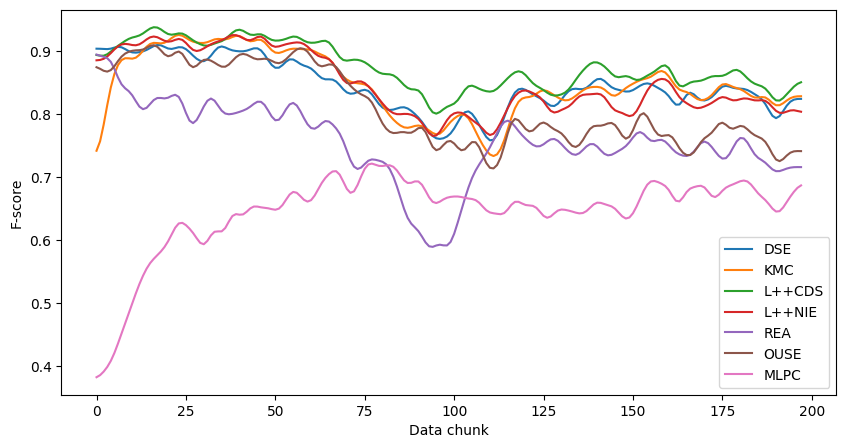 F-score
0.9
0.8
0.7
0.6
0.5
0.4
0
25
50
75
100
125
150
175
200
Data chunk
DSE
KMC
L++CDS
L++NIE
REA
OUSE
MLPC